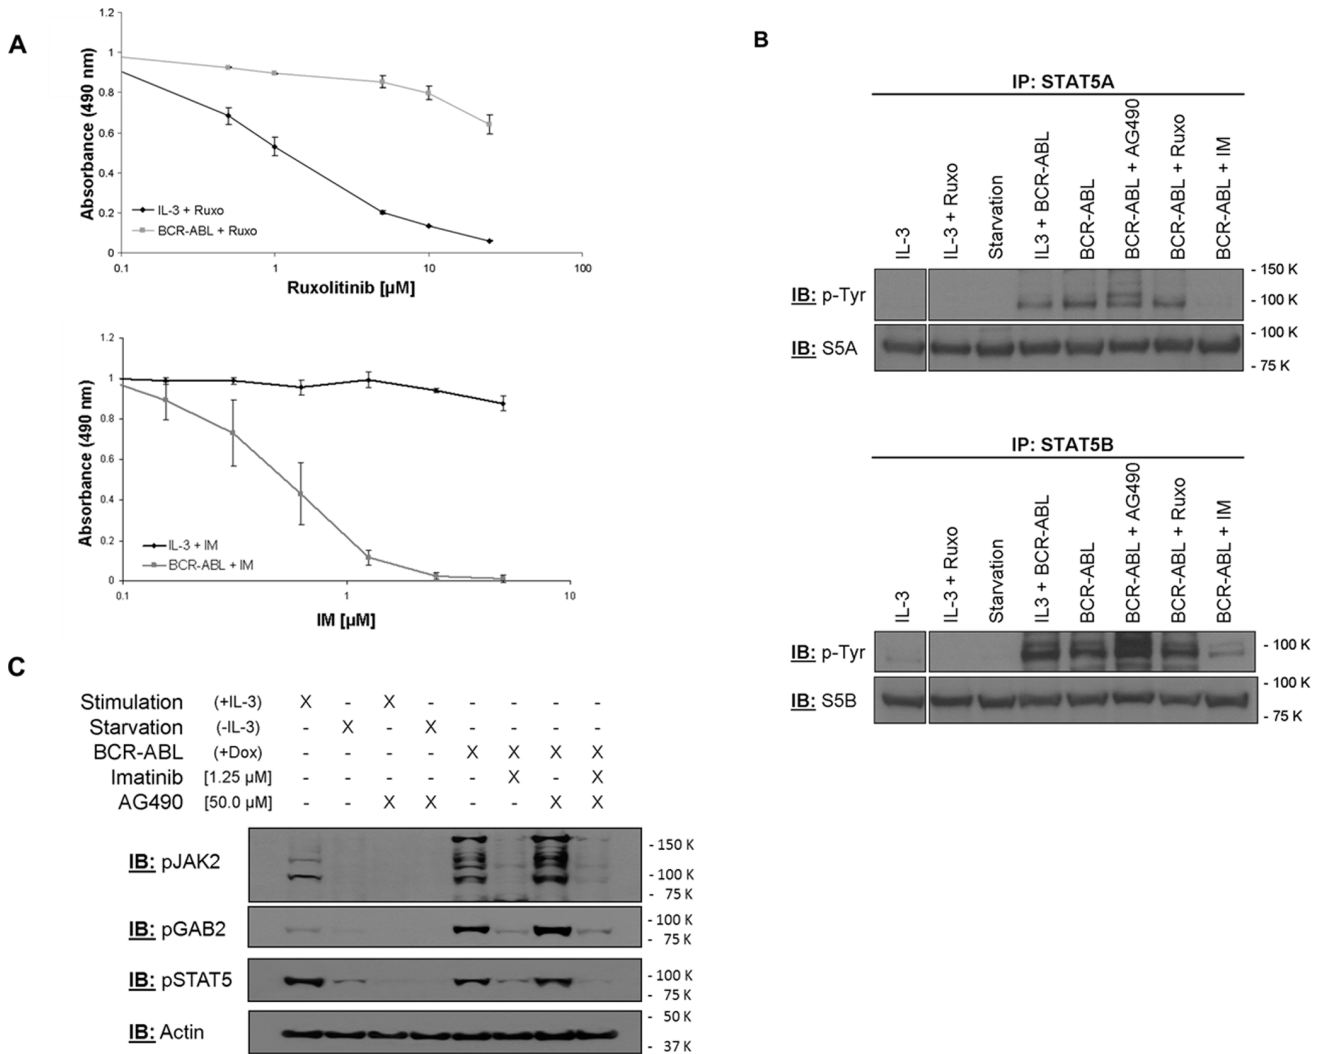 A
1.2
1
0.8
0.6
0.4
0.2
0
Absorbance (490 nm)
IL-3 + Ruxo
BCR-ABL + Ruxo
0.1 1 10 100
Ruxolitinib [µM]
1.2
1
0.8
0.6
0.4
0.2
0
Absorbance (490 nm)
IL-3 + IM
BCR-ABL + IM
0.1 1 10
IM [µM]
B
IP: STAT5A
IL-3
IL-3 + Ruxo
Starvation
IL3 + BCR-ABL
BCR-ABL
BCR-ABL + AG490
BCR-ABL + Ruxo
BCR-ABL + IM
IB: p-Tyr
- 150 K
- 100 K
IB: S5A
- 100 K
- 75 K
IP: STAT5B
IL-3
IL-3 + Ruxo
Starvation
IL3 + BCR-ABL
BCR-ABL
BCR-ABL + AG490
BCR-ABL + Ruxo
BCR-ABL + IM
IB: p-Tyr
- 100 K
IB: S5B
- 100 K
- 75 K
C
Stimulation (+IL-3) X - X - - - - -
Starvation (-IL-3) - X - X - - - -
BCR-ABL (+Dox) - - - - X X X X
Imatinib [1.25 µM] - - - - - X - X
AG490 [50.0 µM] - - X X - - X X
IB: pJAK2
- 150 K
- 100 K
- 75 K
IB: pGAB2
- 100 K
- 75 K
IB: pSTAT5
- 100 K
- 75 K
IB: Actin
- 50 K
- 37 K